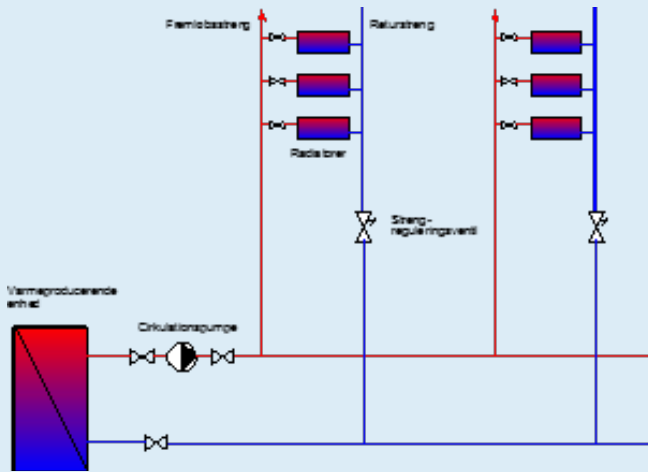 Fremløbsstreng
Returstreng
Radiatorer
Streng-
reguleringsventil
Varmeproducerende
enhed
Cirkulationspumpe